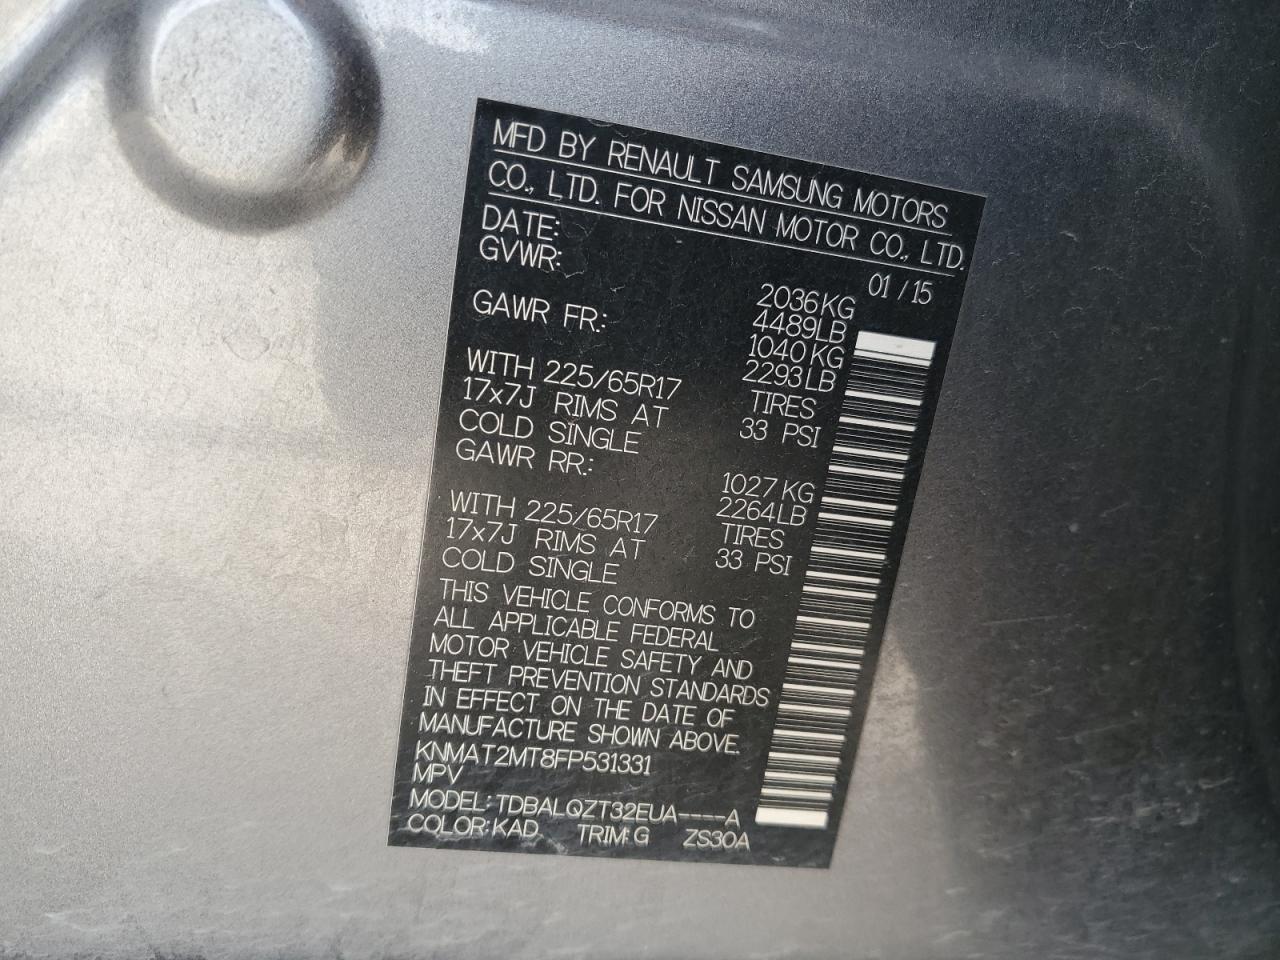 MFD BY RENAULT SAMSUNG MOTORS
CO., LTD. FOR NISSAN MOTOR CO., LTD.
DATE: 01 / 15
GVWR: 2036KG
4489LB
GAWR FR.: 1040KG
2293LB
WITH 225/65R17 TIRES
17x7J RIMS AT 33 PSI
COLD SINGLE
GAWR RR.: 1027KG
2264LB
WITH 225/65R17 TIRES
17x7J RIMS AT 33 PSI
COLD SINGLE
THIS VEHICLE CONFORMS TO
ALL APPLICABLE FEDERAL
MOTOR VEHICLE SAFETY AND
THEFT PREVENTION STANDARDS
IN EFFECT ON THE DATE OF
MANUFACTURE SHOWN ABOVE.
KNMAT2MT8FP531331
MPV
MODEL: TDBALQZT32EUA----A
COLOR: KAD TRIM: G ZS30A